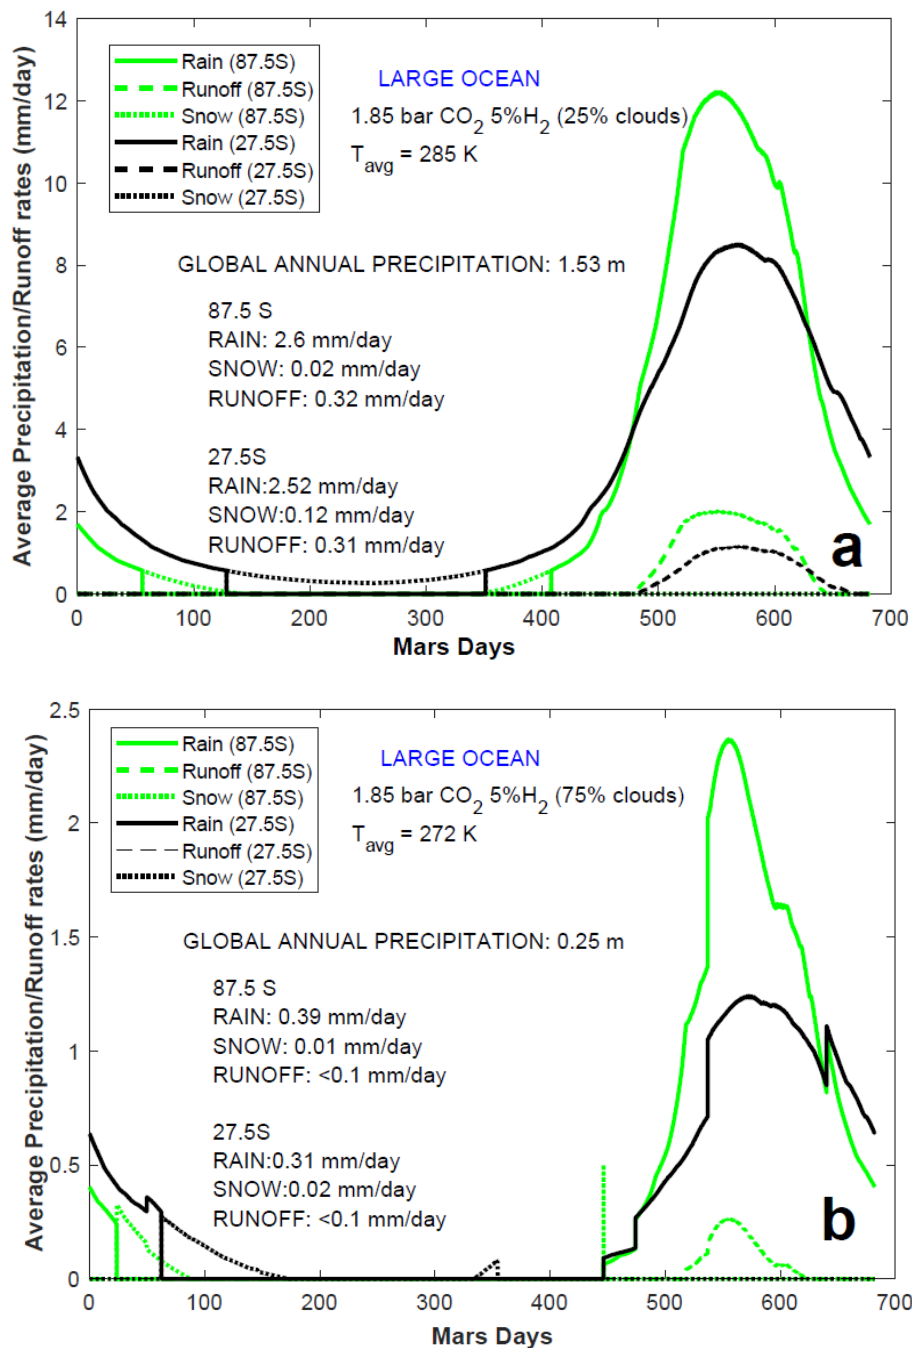 14
12
10
8
6
4
2
0
Average Precipitation/Runoff rates (mm/day)
Rain (87.5S)
Runoff (87.5S)
Snow (87.5S)
Rain (27.5S)
Runoff (27.5S)
Snow (27.5S)
LARGE OCEAN
1.85 bar CO2 5%H2 (25% clouds)
Tavg = 285 K
GLOBAL ANNUAL PRECIPITATION: 1.53 m
87.5 S
RAIN: 2.6 mm/day
SNOW: 0.02 mm/day
RUNOFF: 0.32 mm/day
27.5S
RAIN:2.52 mm/day
SNOW:0.12 mm/day
RUNOFF: 0.31 mm/day
a
0 100 200 300 400 500 600 700
Mars Days
2.5
2
1.5
1
0.5
0
Average Precipitation/Runoff rates (mm/day)
Rain (87.5S)
Runoff (87.5S)
Snow (87.5S)
Rain (27.5S)
Runoff (27.5S)
Snow (27.5S)
LARGE OCEAN
1.85 bar CO2 5%H2 (75% clouds)
Tavg = 272 K
GLOBAL ANNUAL PRECIPITATION: 0.25 m
87.5 S
RAIN: 0.39 mm/day
SNOW: 0.01 mm/day
RUNOFF: <0.1 mm/day
27.5S
RAIN:0.31 mm/day
SNOW:0.02 mm/day
RUNOFF: <0.1 mm/day
b
0 100 200 300 400 500 600 700
Mars Days